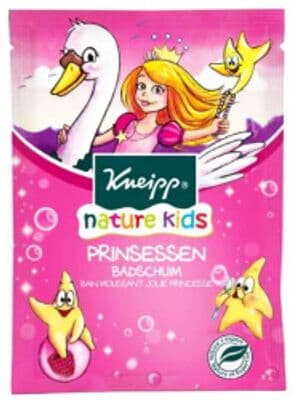 Kneipp®
nature kids
PRINSESSEN
BADSCHUIM
BAIN MOUSSANT JOLIE PRINCESSE